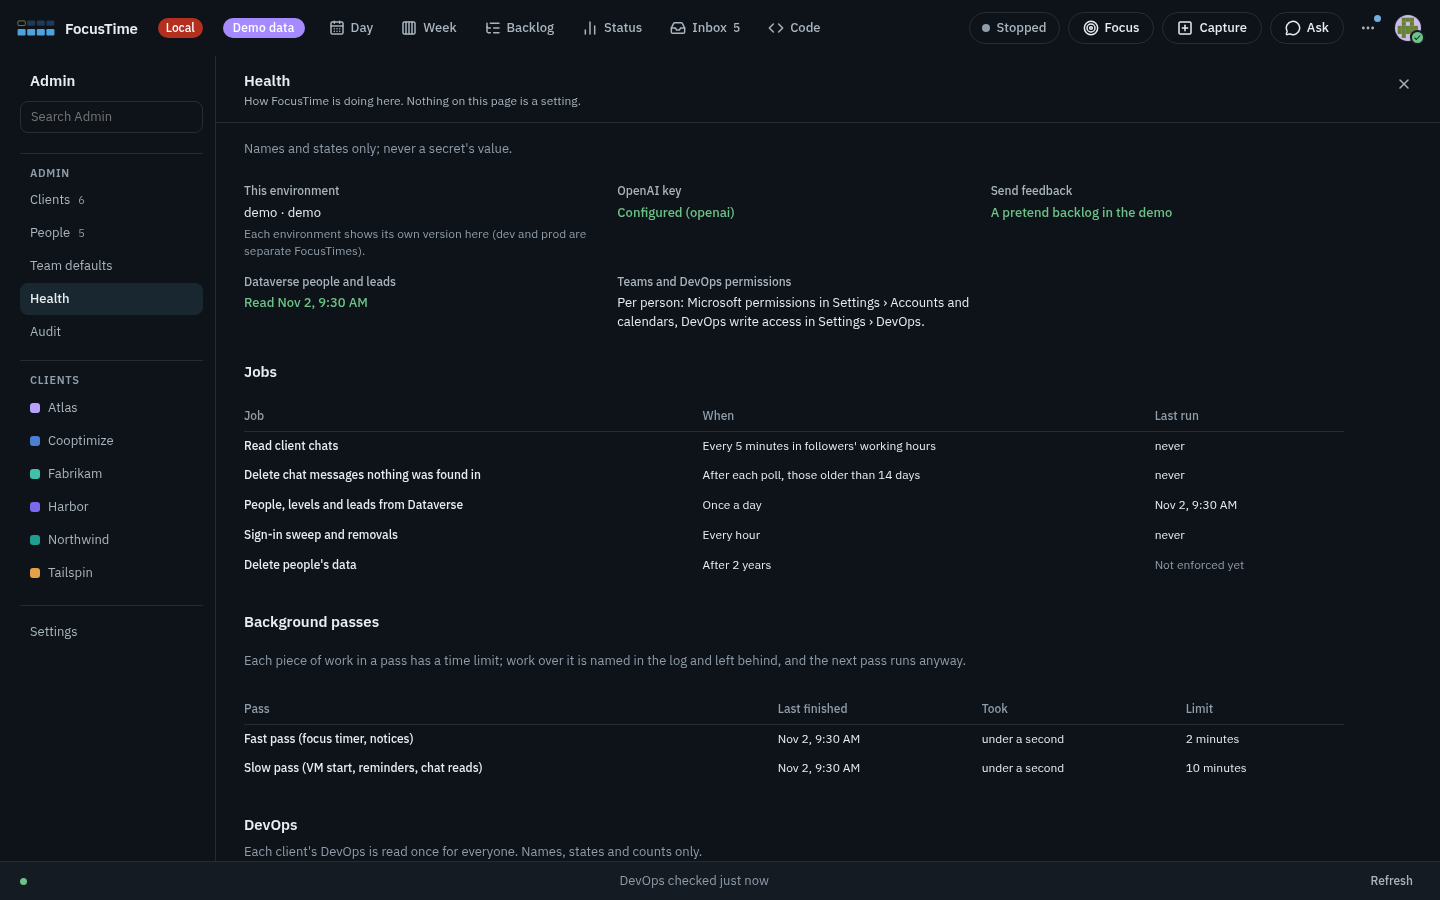 FocusTime
Local
Demo data
Day
Week
Backlog
Status
Inbox 5
Code
Stopped
Focus
Capture
Ask
Admin
Search Admin
ADMIN
Clients 6
People 5
Team defaults
Health
Audit
CLIENTS
Atlas
Cooptimize
Fabrikam
Harbor
Northwind
Tailspin
Settings
Health
How FocusTime is doing here. Nothing on this page is a setting.
Names and states only; never a secret's value.
This environment
demo · demo
Each environment shows its own version here (dev and prod are
separate FocusTimes).
OpenAI key
Configured (openai)
Send feedback
A pretend backlog in the demo
Dataverse people and leads
Read Nov 2, 9:30 AM
Teams and DevOps permissions
Per person: Microsoft permissions in Settings › Accounts and
calendars, DevOps write access in Settings › DevOps.
Jobs
Job When Last run
Read client chats Every 5 minutes in followers' working hours never
Delete chat messages nothing was found in After each poll, those older than 14 days never
People, levels and leads from Dataverse Once a day Nov 2, 9:30 AM
Sign-in sweep and removals Every hour never
Delete people's data After 2 years Not enforced yet
Background passes
Each piece of work in a pass has a time limit; work over it is named in the log and left behind, and the next pass runs anyway.
Pass Last finished Took Limit
Fast pass (focus timer, notices) Nov 2, 9:30 AM under a second 2 minutes
Slow pass (VM start, reminders, chat reads) Nov 2, 9:30 AM under a second 10 minutes
DevOps
Each client's DevOps is read once for everyone. Names, states and counts only.
DevOps checked just now
Refresh